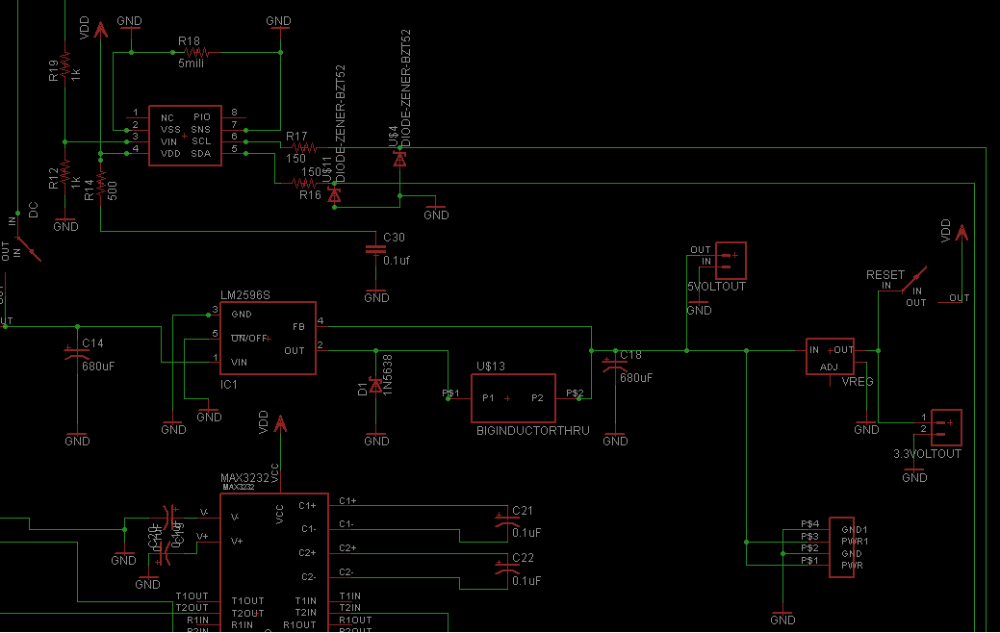 VDD
GND
GND
R18
5mili
R19
1k
1
2
3
4
NC
VSS
VIN
VDD
PIO
SNS
SCL
SDA
8
7
6
5
DIODE-ZENER-BZT52
U$4
DIODE-ZENER-BZT52
U$11
R17
150
150
R16
GND
R12
1k
R14
500
GND
DC
IN
OUT
IN
C30
0.1uf
GND
OUT
IN
5VOLTOUT
GND
VDD
RESET
IN
IN
OUT
OUT
UT
LM2596S
3
5
1
GND
ON/OFF
VIN
FB
OUT
4
2
IC1
C14
680uF
GND
GND
GND
D1
1N5638
GND
U$13
P$1
P1
P2
P$2
BIGINDUCTORTHRU
C18
680uF
GND
IN
OUT
ADJ
VREG
GND
1
2
3.3VOLTOUT
GND
VDD
VCC
MAX3232
MAX3232
VCC
V-
V-
V+
V+
C20
0.1uF
C19
GND
GND
C1+
C1+
C1-
C1-
C2+
C2+
C2-
C2-
C21
0.1uF
C22
0.1uF
T1OUT
T2OUT
R1IN
R2IN
T1OUT
T2OUT
R1IN
T1IN
T2IN
R1OUT
T1IN
T2IN
R1OUT
R2OUT
P$4
P$3
P$2
P$1
GND1
PWR1
GND
PWR
GND